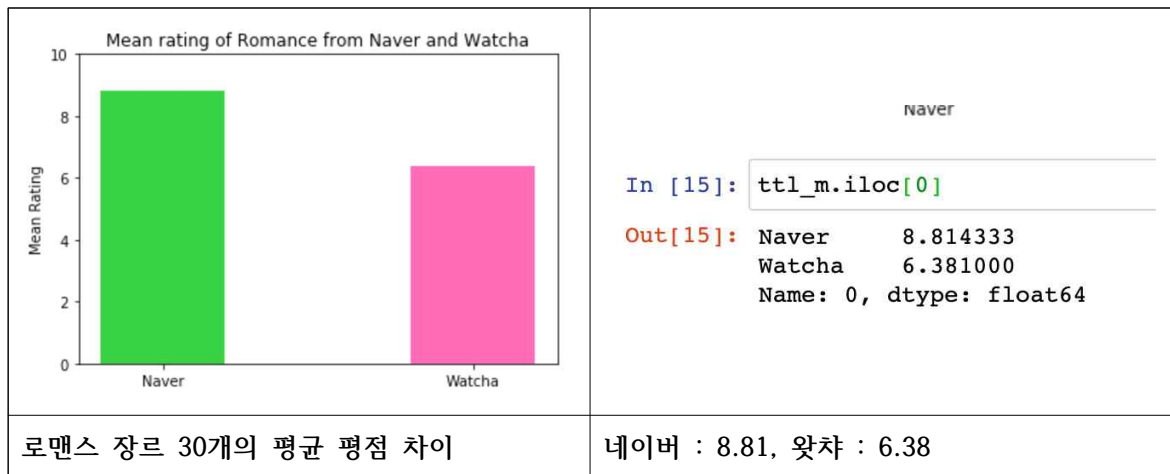 Mean rating of Romance from Naver and Watcha
10
8
6
4
2
0
Mean Rating
Naver
Watcha
Naver
In [15]: ttl_m.iloc[0]
Out[15]: Naver 8.814333
Watcha 6.381000
Name: 0, dtype: float64
로맨스 장르 30개의 평균 평점 차이
네이버 : 8.81, 왓챠 : 6.38